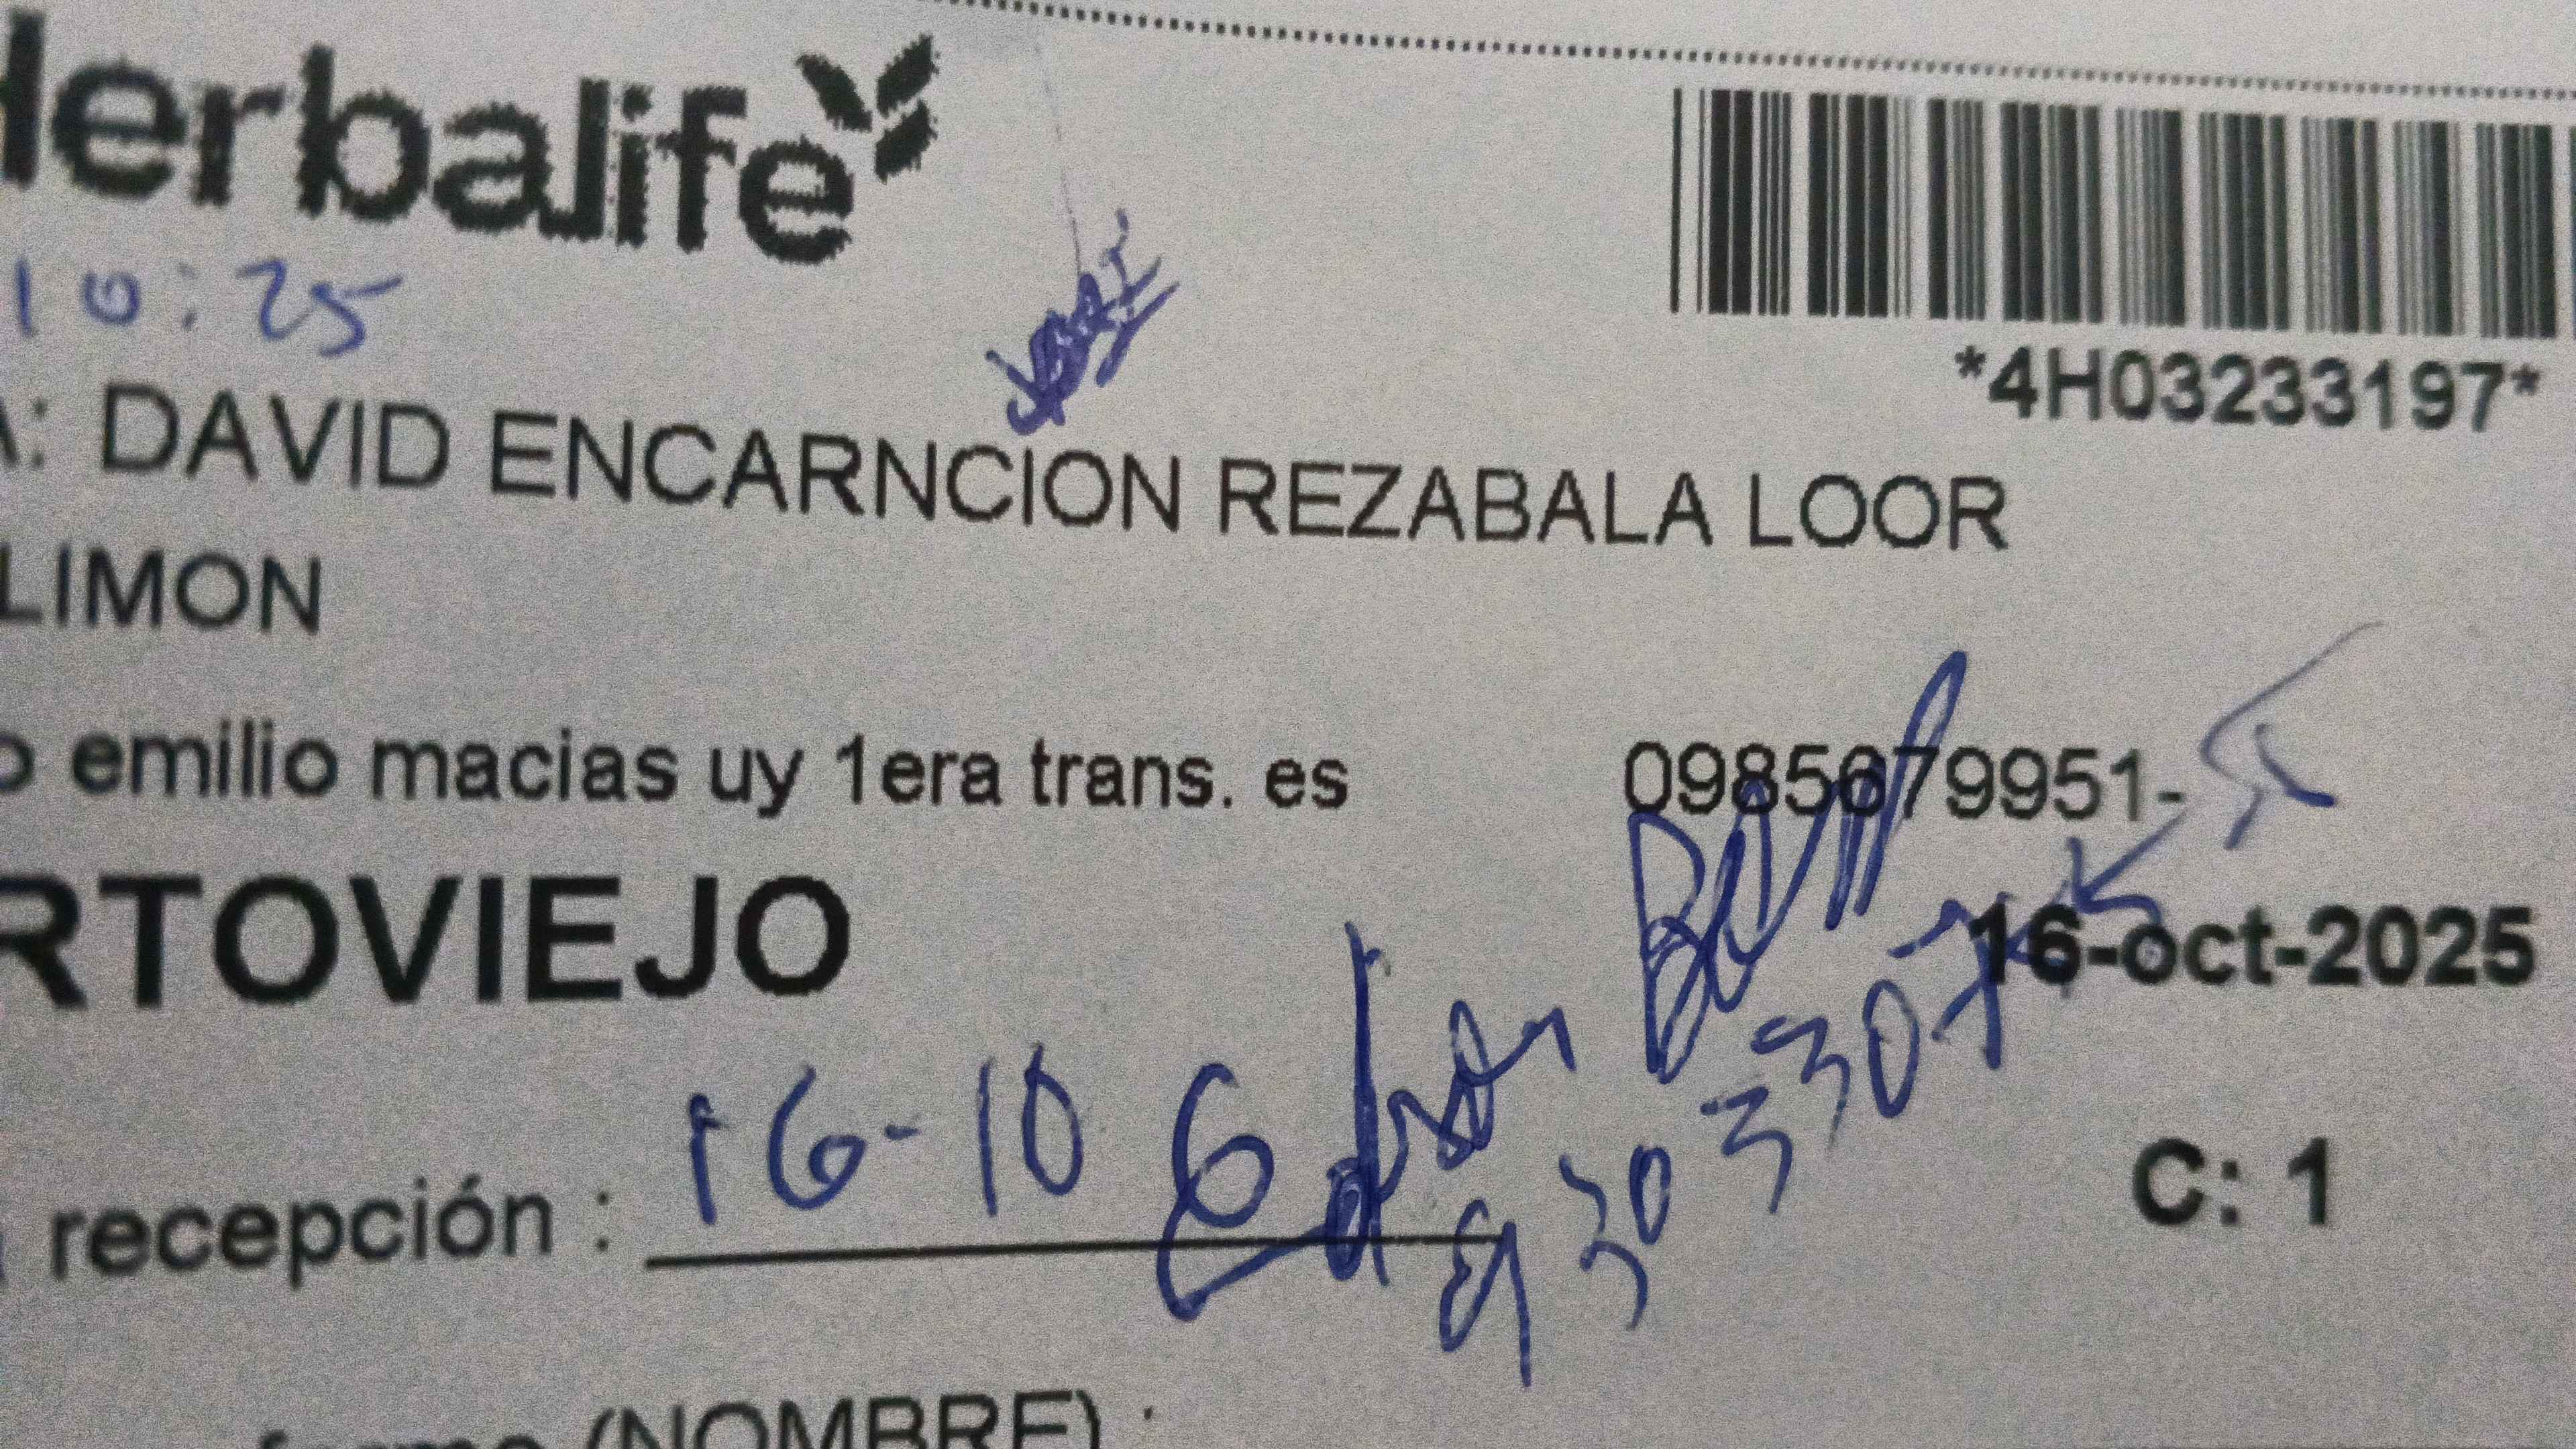 Herbalife
10:25
*4H03233197*
A: DAVID ENCARNCION REZABALA LOOR
LIMON
o emilio macias uy 1era trans. es 0985679951-
RTOVIEJO 16-oct-2025
recepción : 16-10
C: 1
(NOMBRE) :